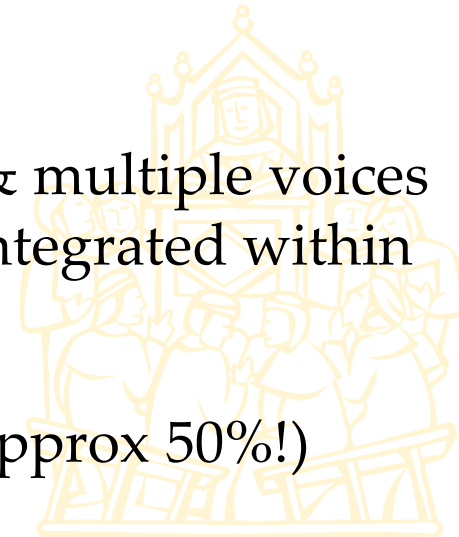 & multiple voices
ntegrated within
pprox 50%!)